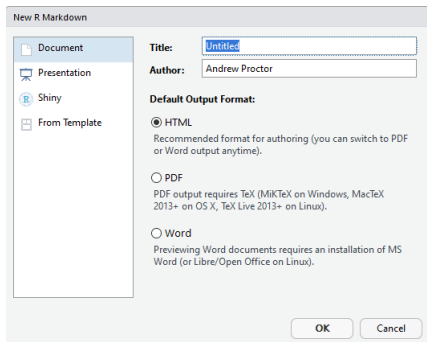 New R Markdown
Document
Presentation
R
Shiny
From Template
Title:
Untitled
Author:
Andrew Proctor
Default Output Format:
HTML
Recommended format for authoring (you can switch to PDF
or Word output anytime).
PDF
PDF output requires TeX (MiKTeX on Windows, MacTeX
2013+ on OS X, TeX Live 2013+ on Linux).
Word
Previewing Word documents requires an installation of MS
Word (or Libre/Open Office on Linux).
OK
Cancel